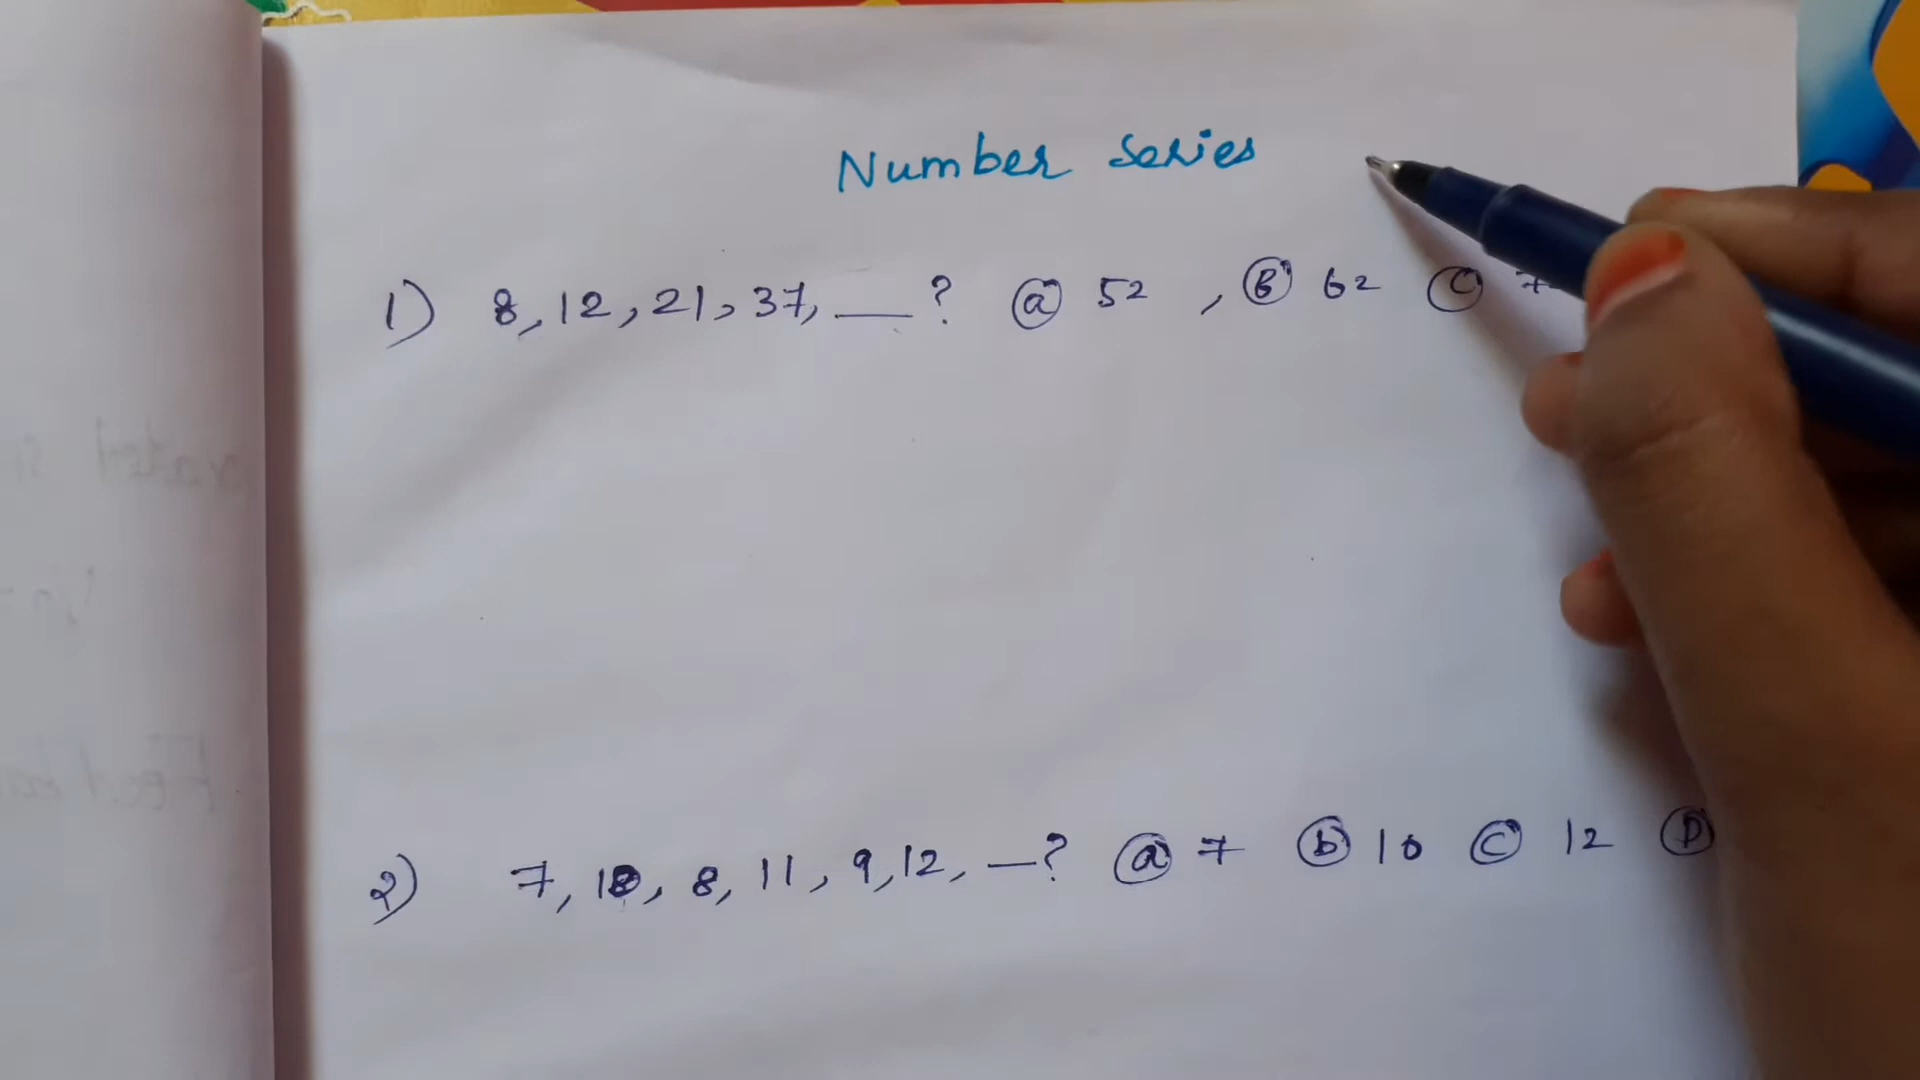 Number Series
1) 8, 12, 21, 37, __ ? (a) 52 , (B) 62 (C) 7
2) 7, 10, 8, 11, 9, 12, __? (a) 7 (b) 10 (C) 12 (D)